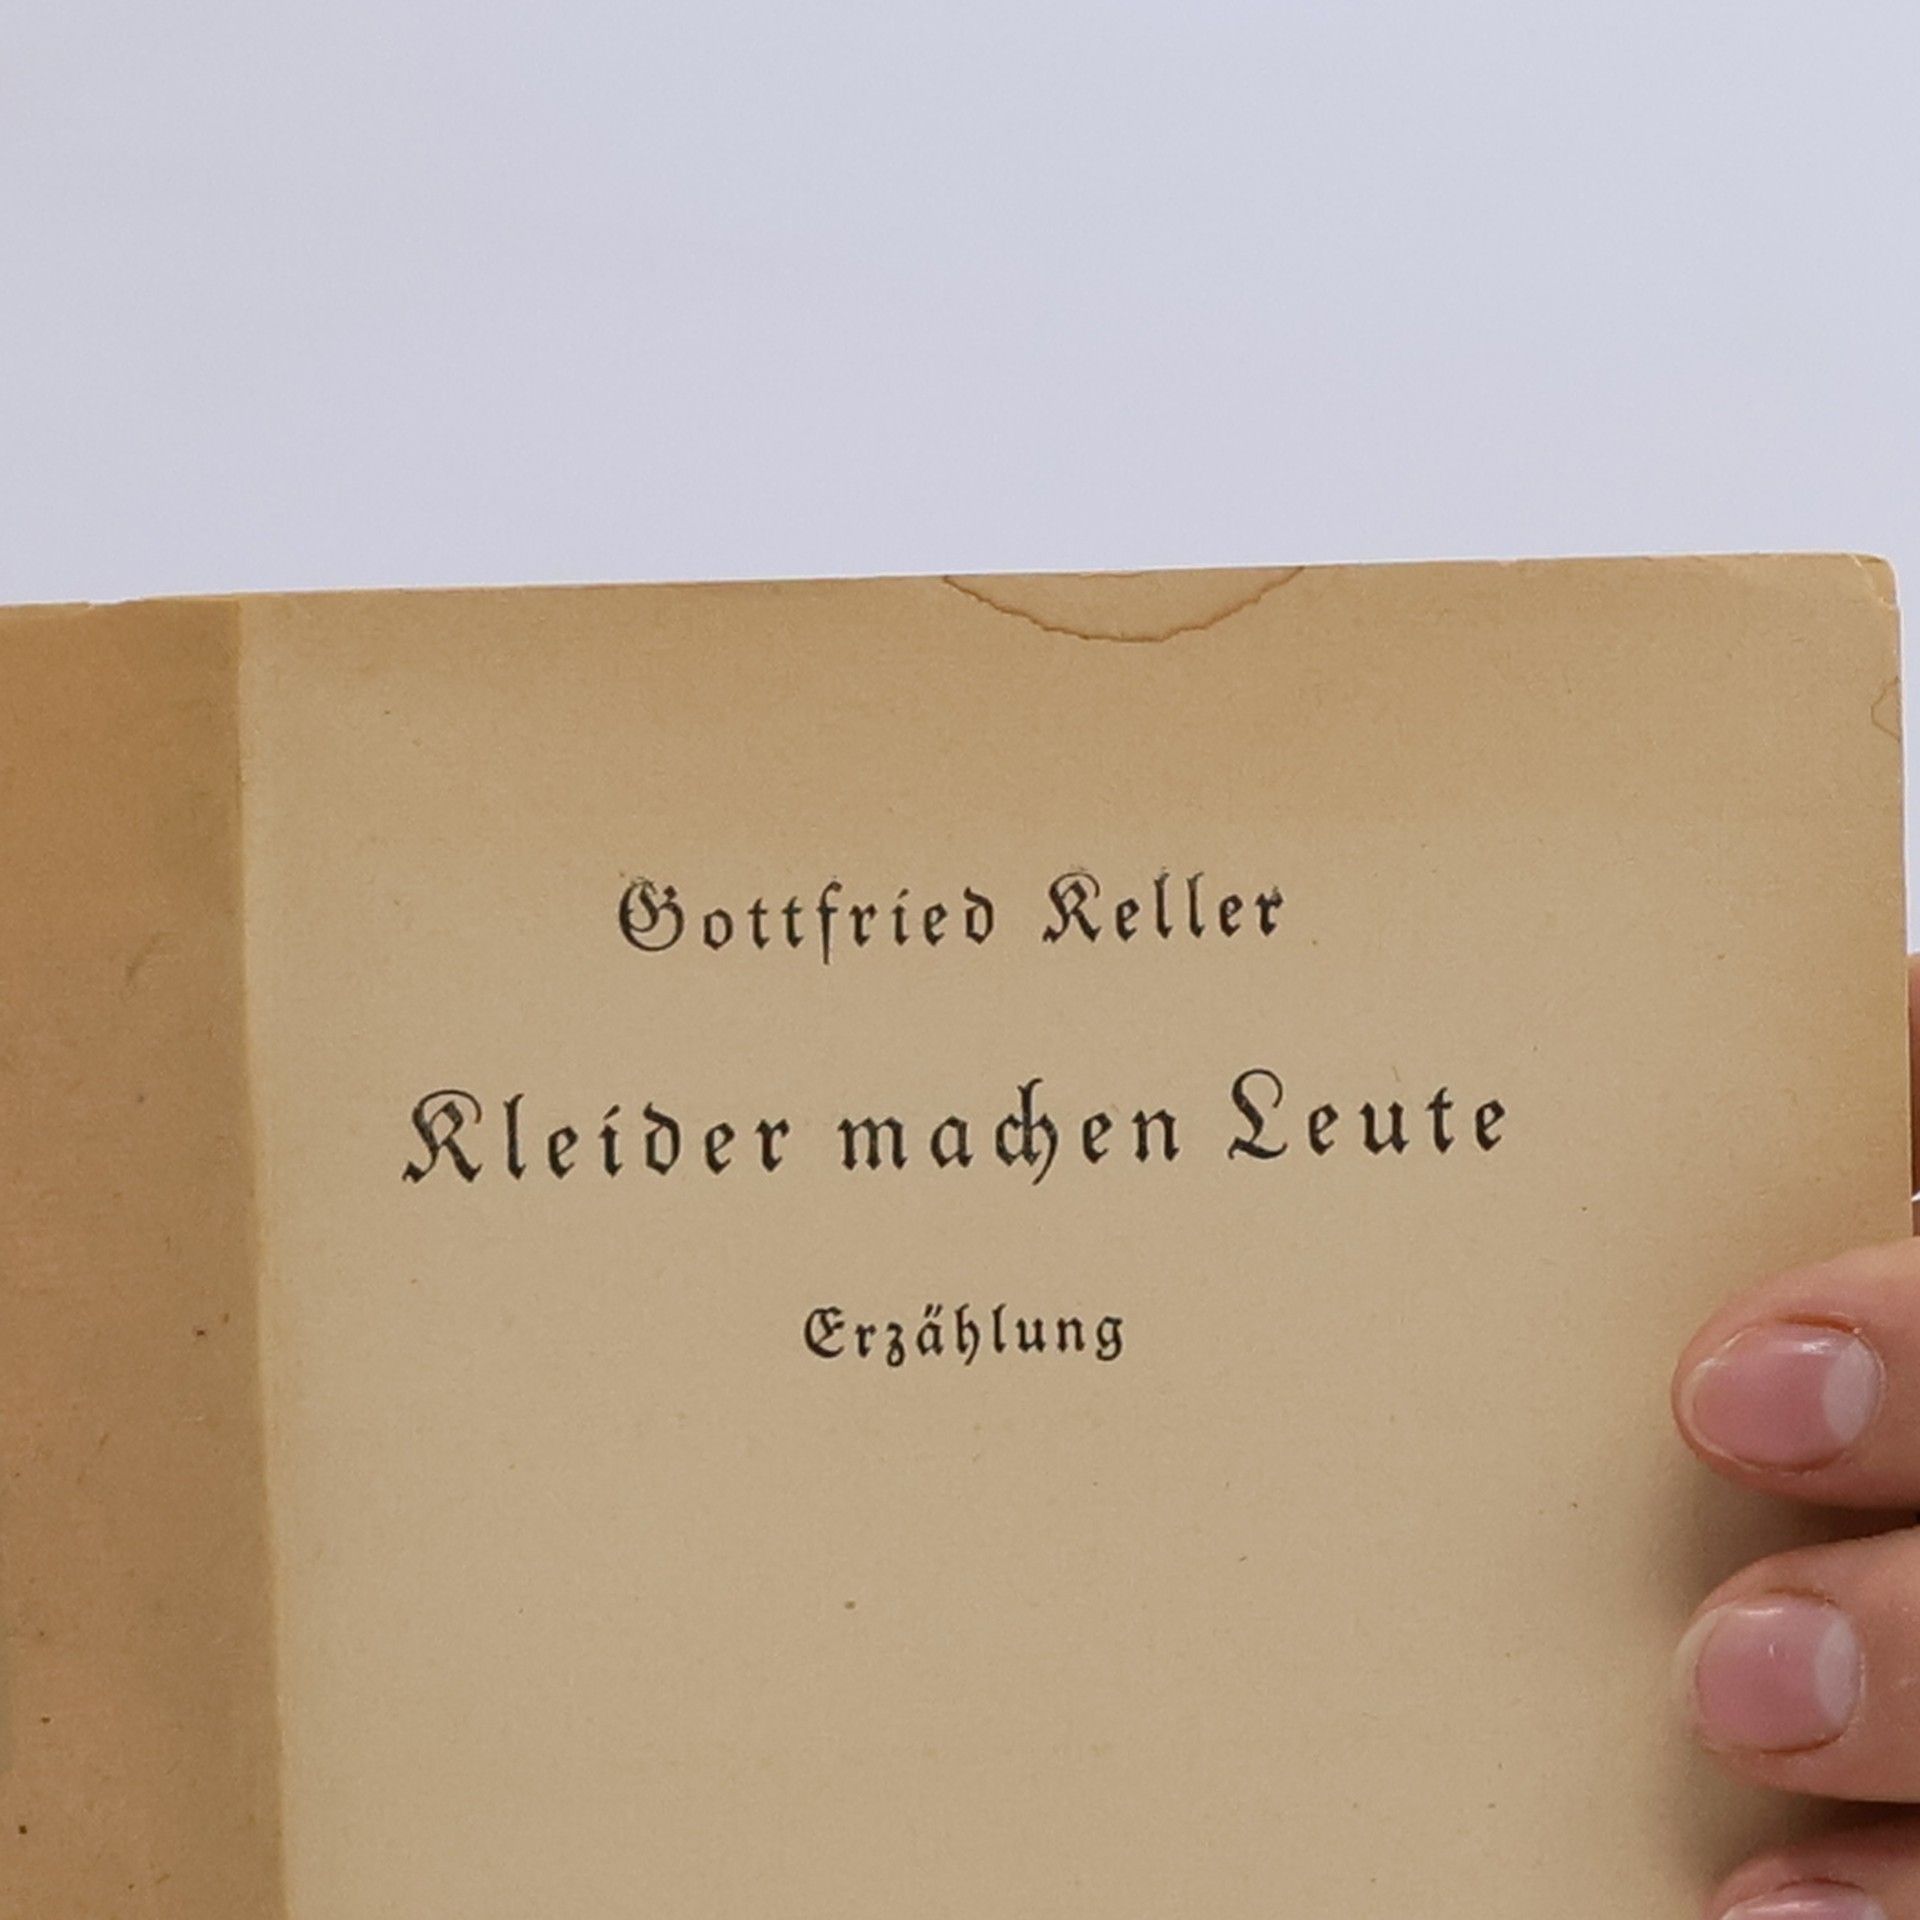 Gottfried Keller
Kleider machen Leute
Erzählung